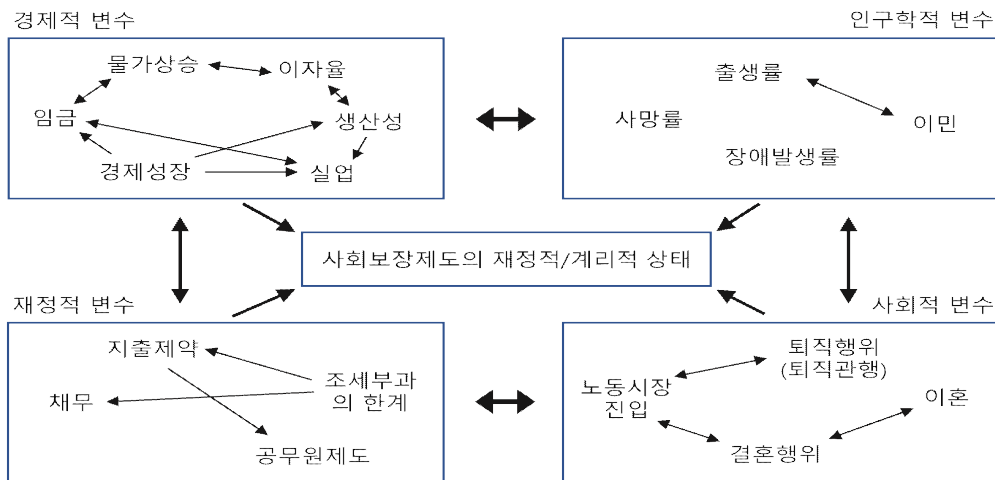 경제적 변수
인구학적 변수
물가상승
이자율
임금
생산성
경제성장
실업
출생률
사망률
이민
장애발생률
사회보장제도의 재정적/계리적 상태
재정적 변수
사회적 변수
지출제약
채무
조세부과
의 한계
공무원제도
퇴직행위
(퇴직관행)
노동시장
진입
이혼
결혼행위